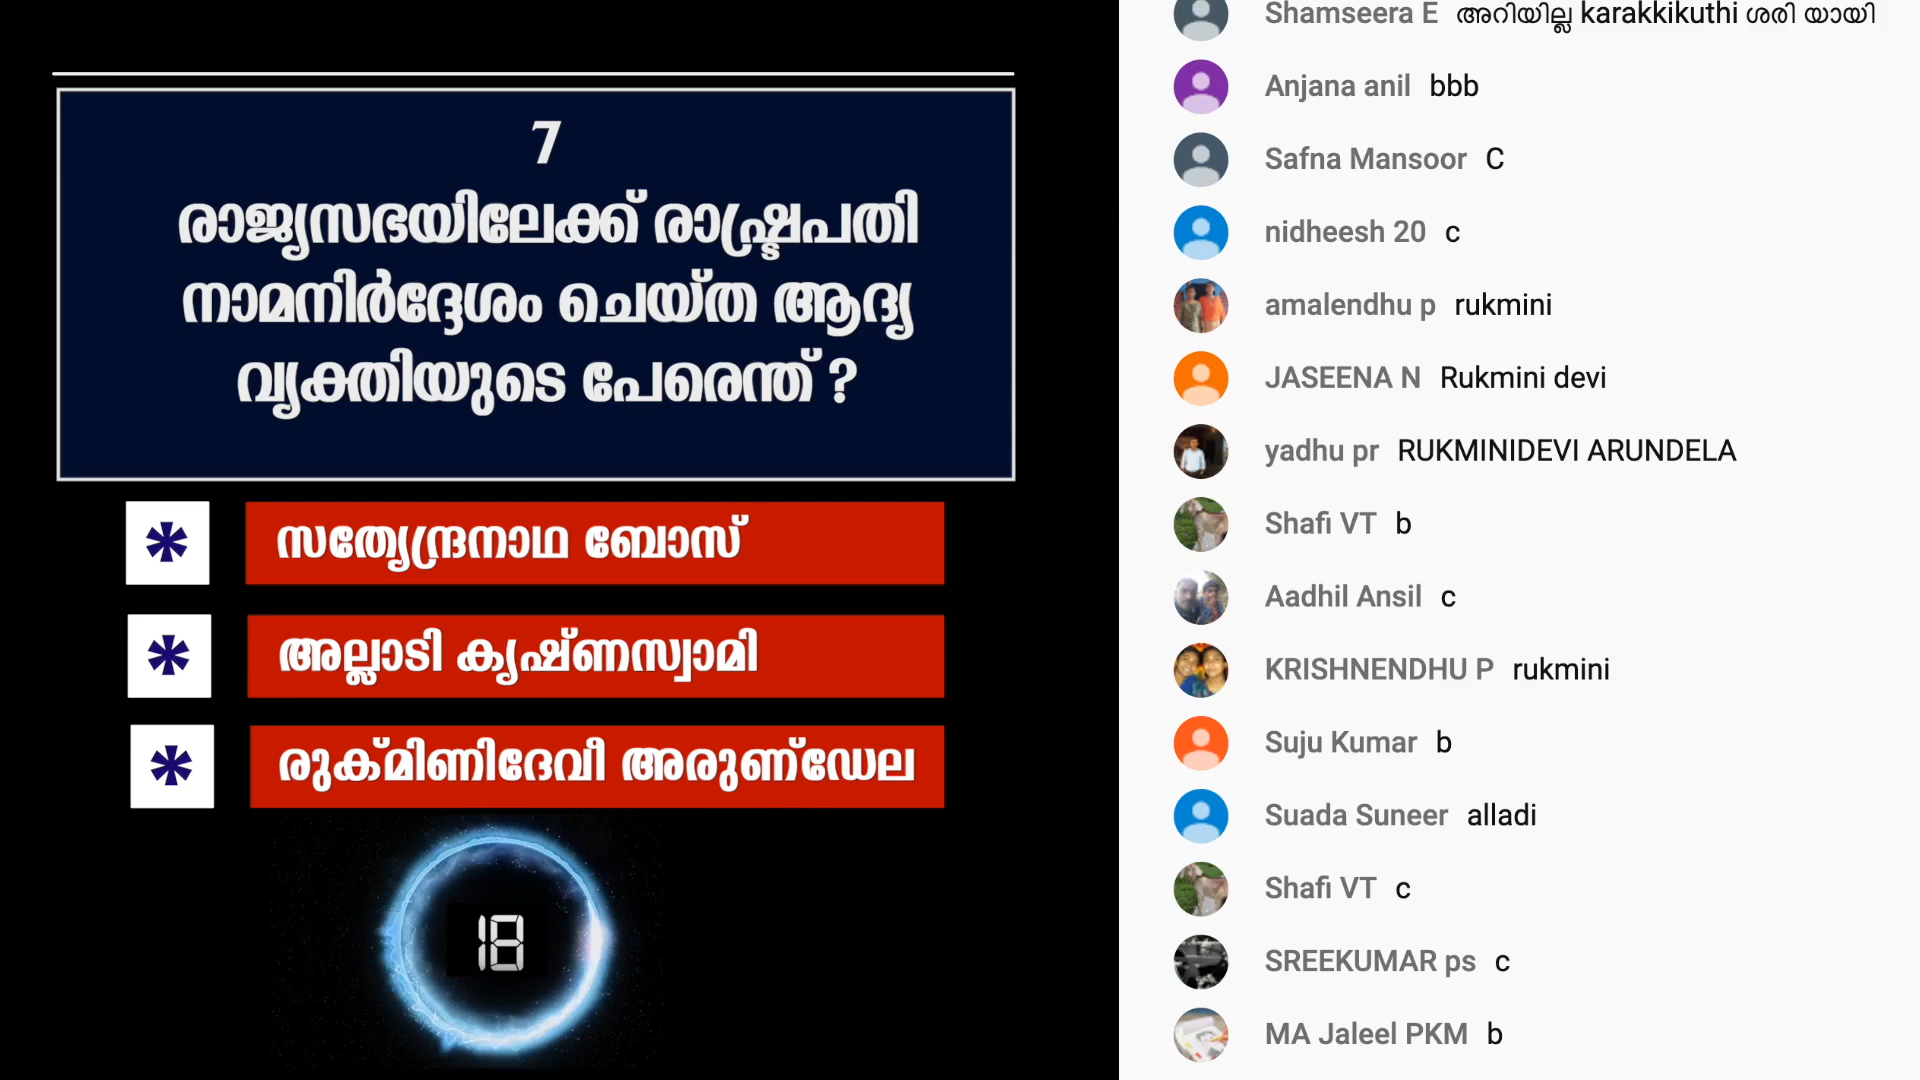 7
രാജ്യസഭയിലേക്ക് രാഷ്ട്രപതി
നാമനിർദ്ദേശം ചെയ്ത ആദ്യ
വ്യക്തിയുടെ പേരെന്ത് ?
* സത്യേന്ദ്രനാഥ ബോസ്
* അല്ലാടി കൃഷ്ണസ്വാമി
* രുക്മിണിദേവീ അരുണ്ഡേല
18
Shamseera E അറിയില്ല karakkikuthi ശരി യായി
Anjana anil bbb
Safna Mansoor C
nidheesh 20 c
amalendhu p rukmini
JASEENA N Rukmini devi
yadhu pr RUKMINIDEVI ARUNDELA
Shafi VT b
Aadhil Ansil c
KRISHNENDHU P rukmini
Suju Kumar b
Suada Suneer alladi
Shafi VT c
SREEKUMAR ps c
MA Jaleel PKM b